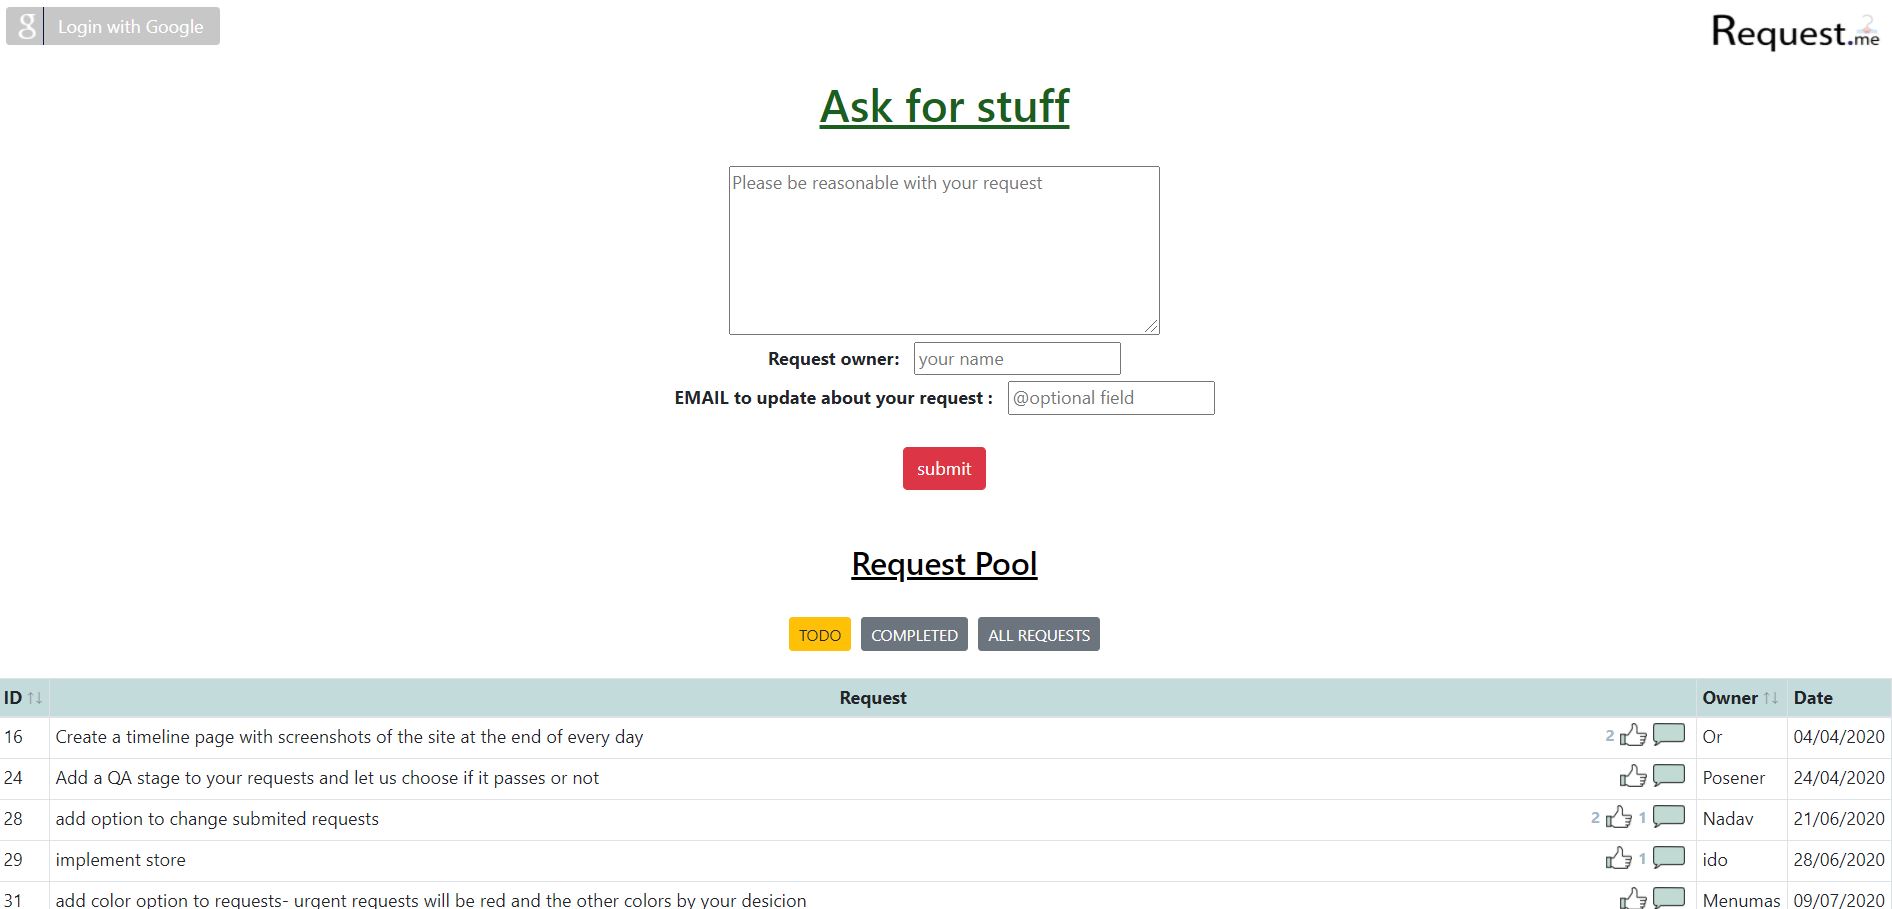 g Login with Google
Request.me
Ask for stuff
Please be reasonable with your request
Request owner: your name
EMAIL to update about your request : @optional field
submit
Request Pool
TODO COMPLETED ALL REQUESTS
ID ↑↓ Request Owner ↑↓ Date
16 Create a timeline page with screenshots of the site at the end of every day 2 Or 04/04/2020
24 Add a QA stage to your requests and let us choose if it passes or not Posener 24/04/2020
28 add option to change submited requests 2 1 Nadav 21/06/2020
29 implement store 1 ido 28/06/2020
31 add color option to requests- urgent requests will be red and the other colors by your desicion Menumas 09/07/2020